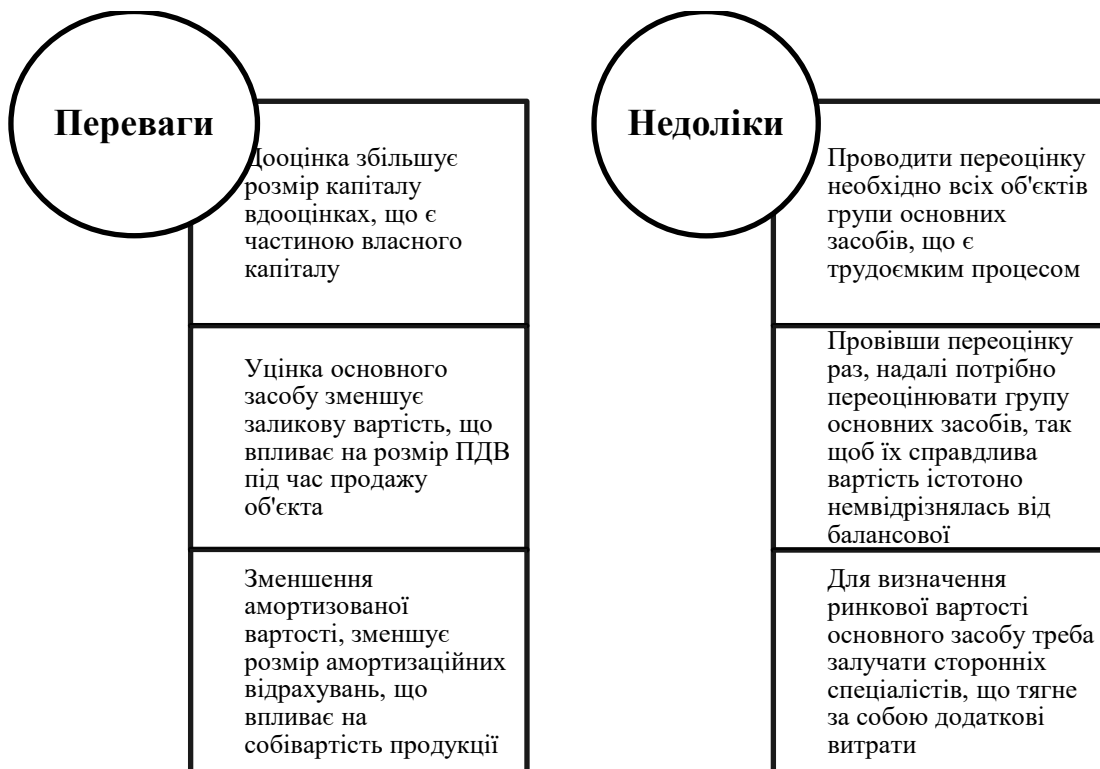 Переваги
Дооцінка збільшує
розмір капіталу
вдооцінках, що є
частиною власного
капіталу
Уцінка основного
засобу зменшує
заликову вартість, що
впливає на розмір ПДВ
під час продажу
об'єкта
Зменшення
амортизованої
вартості, зменшує
розмір амортизаційних
відрахувань, що
впливає на
собівартість продукції
Недоліки
Проводити переоцінку
необхідно всіх об'єктів
групи основних
засобів, що є
трудоємким процесом
Провівши переоцінку
раз, надалі потрібно
переоцінювати групу
основних засобів, так
щоб їх справдлива
вартість істотоно
немвідрізнялась від
балансової
Для визначення
ринкової вартості
основного засобу треба
залучати сторонніх
спеціалістів, що тягне
за собою додаткові
витрати